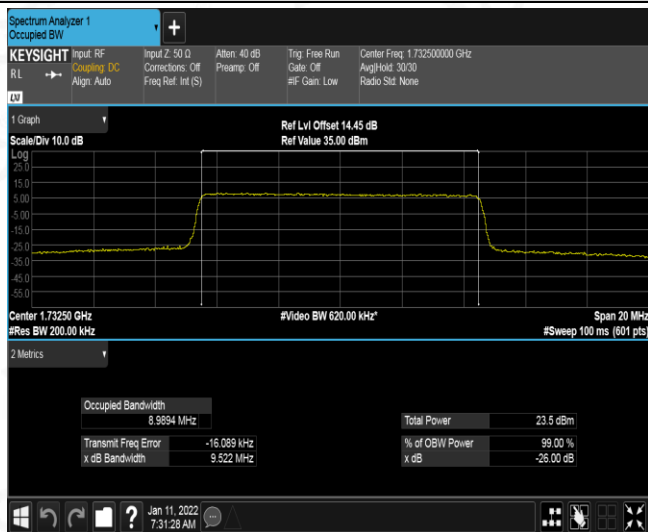 Spectrum Analyzer 1
Occupied BW
KEYSIGHT
RL
LXI
Input: RF
Coupling: DC
Align: Auto
Input Z: 50 Ω
Corrections: Off
Freq Ref: Int (S)
Atten: 40 dB
Preamp: Off
Trig: Free Run
Gate: Off
#IF Gain: Low
Center Freq: 1.732500000 GHz
Avg|Hold: 30/30
Radio Std: None
1 Graph
Scale/Div 10.0 dB
Ref Lvl Offset 14.45 dB
Ref Value 35.00 dBm
Log
25.0
15.0
5.00
-5.00
-15.0
-25.0
-35.0
-45.0
-55.0
Center 1.73250 GHz
#Video BW 620.00 kHz*
Span 20 MHz
#Res BW 200.00 kHz
#Sweep 100 ms (601 pts)
2 Metrics
Occupied Bandwidth
8.9894 MHz
Total Power 23.5 dBm
Transmit Freq Error -16.089 kHz
% of OBW Power 99.00 %
x dB Bandwidth 9.522 MHz
x dB -26.00 dB
?
Jan 11, 2022
7:31:28 AM